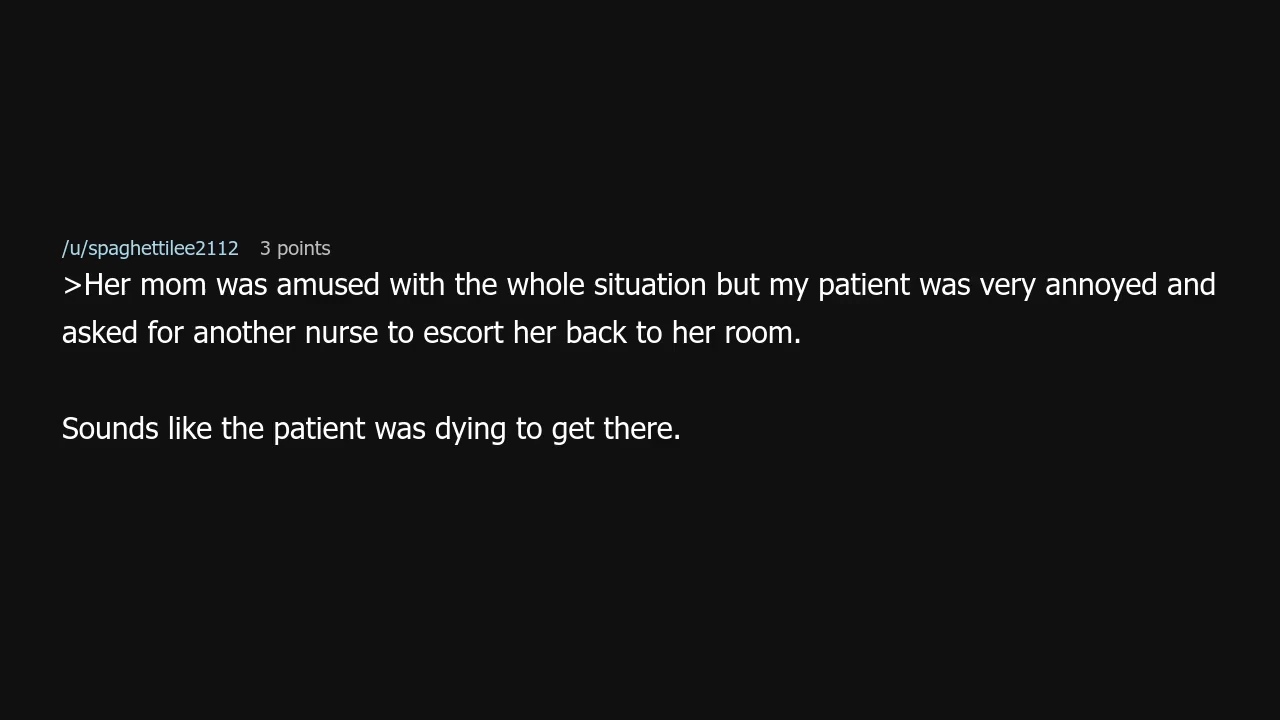 /u/spaghettilee2112 3 points
>Her mom was amused with the whole situation but my patient was very annoyed and
asked for another nurse to escort her back to her room.
Sounds like the patient was dying to get there.